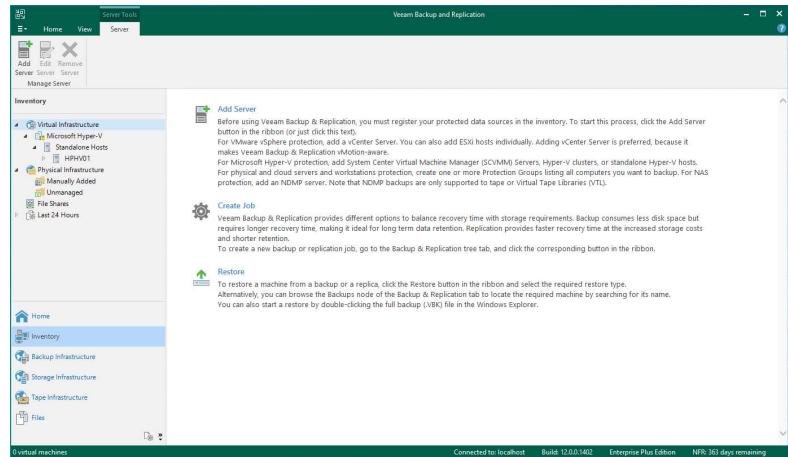 Server Tools
Veeam Backup and Replication
Home View Server
Add Server
Edit Server
Remove Server
Manage Server
Inventory
Virtual Infrastructure
Microsoft Hyper-V
Standalone Hosts
HPHV01
Physical Infrastructure
Manually Added
Unmanaged
File Shares
Last 24 Hours
Home
Inventory
Backup Infrastructure
Storage Infrastructure
Tape Infrastructure
Files
Add Server
Before using Veeam Backup & Replication, you must register your protected data sources in the inventory. To start this process, click the Add Server
button in the ribbon (or just click this text).
For VMware vSphere protection, add a vCenter Server. You can also add ESXi hosts individually. Adding vCenter Server is preferred, because it
makes Veeam Backup & Replication vMotion-aware.
For Microsoft Hyper-V protection, add System Center Virtual Machine Manager (SCVMM) Servers, Hyper-V clusters, or standalone Hyper-V hosts.
For physical and cloud servers and workstations protection, create one or more Protection Groups listing all computers you want to backup. For NAS
protection, add an NDMP server. Note that NDMP backups are only supported to tape or Virtual Tape Libraries (VTL).
Create Job
Veeam Backup & Replication provides different options to balance recovery time with storage requirements. Backup consumes less disk space but
requires longer recovery time, making it ideal for long term data retention. Replication provides faster recovery time at the increased storage costs
and shorter retention.
To create a new backup or replication job, go to the Backup & Replication tree tab, and click the corresponding button in the ribbon.
Restore
To restore a machine from a backup or a replica, click the Restore button in the ribbon and select the required restore type.
Alternatively, you can browse the Backups node of the Backup & Replication tab to locate the required machine by searching for its name.
You can also start a restore by double-clicking the full backup (.VBK) file in the Windows Explorer.
0 virtual machines
Connected to: localhost Build: 12.0.0.1402 Enterprise Plus Edition NFR: 363 days remaining